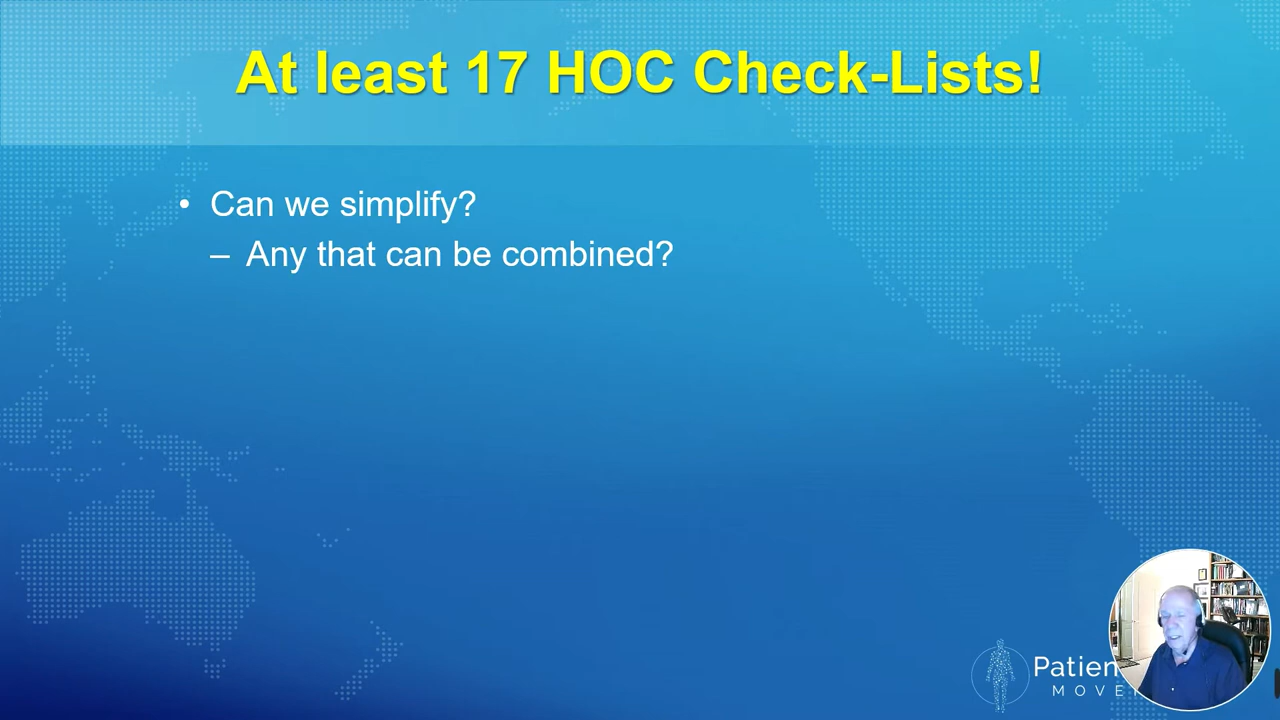 At least 17 HOC Check-Lists!
• Can we simplify?
– Any that can be combined?